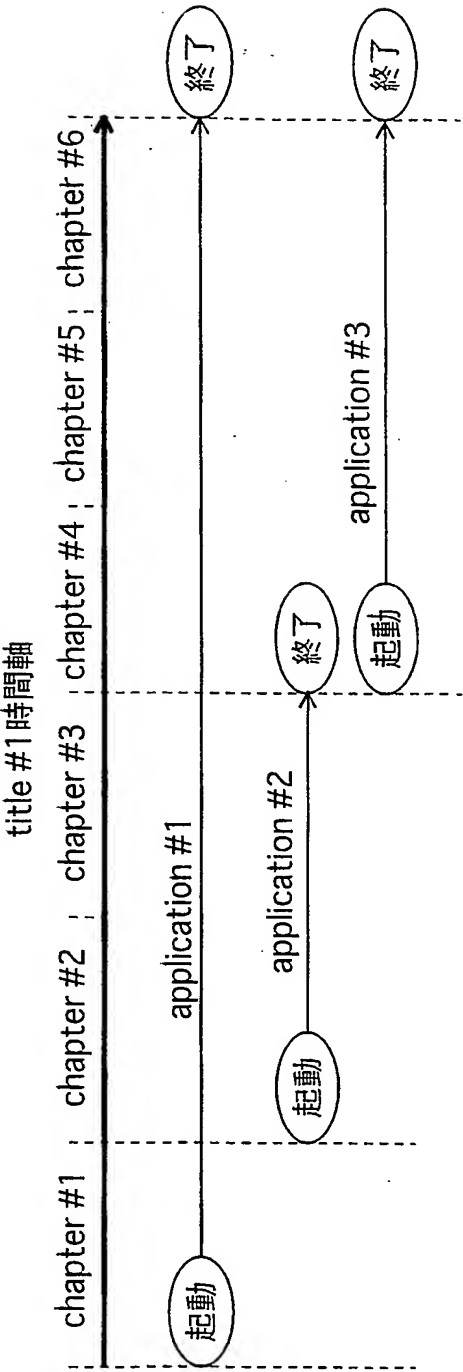 title #1時間軸
chapter #1 chapter #2 chapter #3 chapter #4 chapter #5 chapter #6
起動 application #1 終了
起動 application #2 終了
起動 application #3 終了